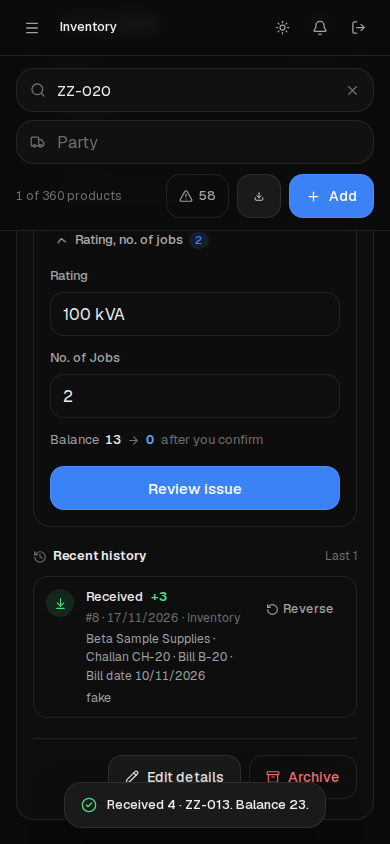 Inventory
ZZ-020
Party
1 of 360 products
58
Add
Rating, no. of jobs 2
Rating
100 kVA
No. of Jobs
2
Balance 13 → 0 after you confirm
Review issue
Recent history
Last 1
Received +3
#8 · 17/11/2026 · Inventory
Reverse
Beta Sample Supplies ·
Challan CH-20 · Bill B-20 ·
Bill date 10/11/2026
fake
Edit details
Archive
Received 4 · ZZ-013. Balance 23.